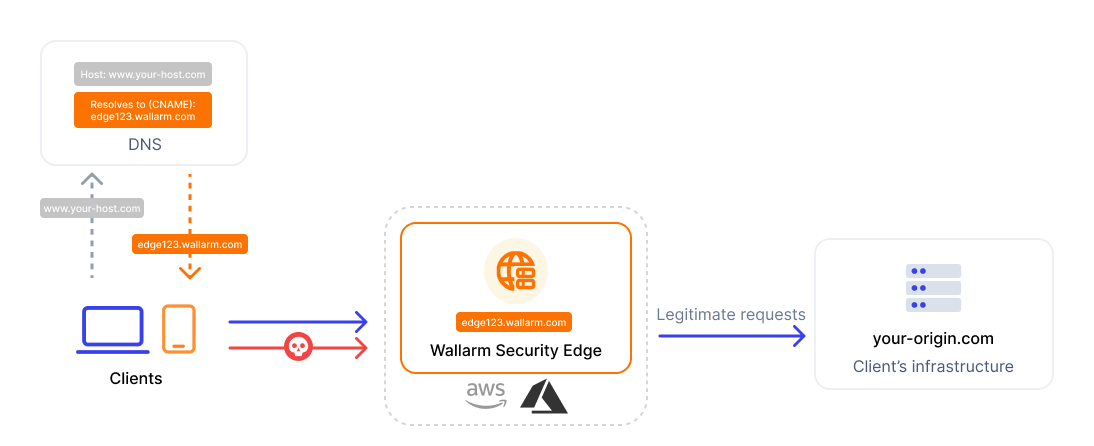 Host: www.your-host.com
Resolves to (CNAME):
edge123.wallarm.com
DNS
www.your-host.com
edge123.wallarm.com
Clients
edge123.wallarm.com
Wallarm Security Edge
aws
Legitimate requests
your-origin.com
Client’s infrastructure